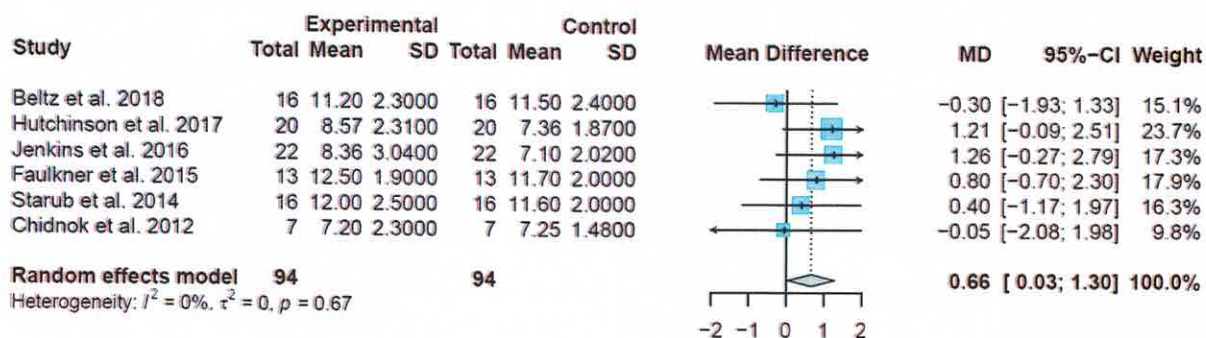 Experimental Control
Study Total Mean SD Total Mean SD Mean Difference MD 95%−CI Weight
Beltz et al. 2018 16 11.20 2.3000 16 11.50 2.4000 −0.30 [−1.93; 1.33) 15.1%
Hutchinson et al. 2017 20 8.57 2.3100 20 7.36 1.8700 1.21 [−0.09; 2.51] 23.7%
Jenkins et al. 2016 22 8.36 3.0400 22 7.10 2.0200 1.26 [−0.27; 2.79] 17.3%
Faulkner et al. 2015 13 12.50 1.9000 13 11.70 2.0000 0.80 [−0.70; 2.30] 17.9%
Starub et al. 2014 16 12.00 2.5000 16 11.60 2.0000 0.40 [−1.17; 1.97] 16.3%
Chidnok et al. 2012 7 7.20 2.3000 7 7.25 1.4800 −0.05 [−2.08; 1.98] 9.8%
Random effects model 94 94 0.66 [ 0.03; 1.30] 100.0%
Heterogeneity: I² = 0%, τ² = 0, p = 0.67
−2 −1 0 1 2